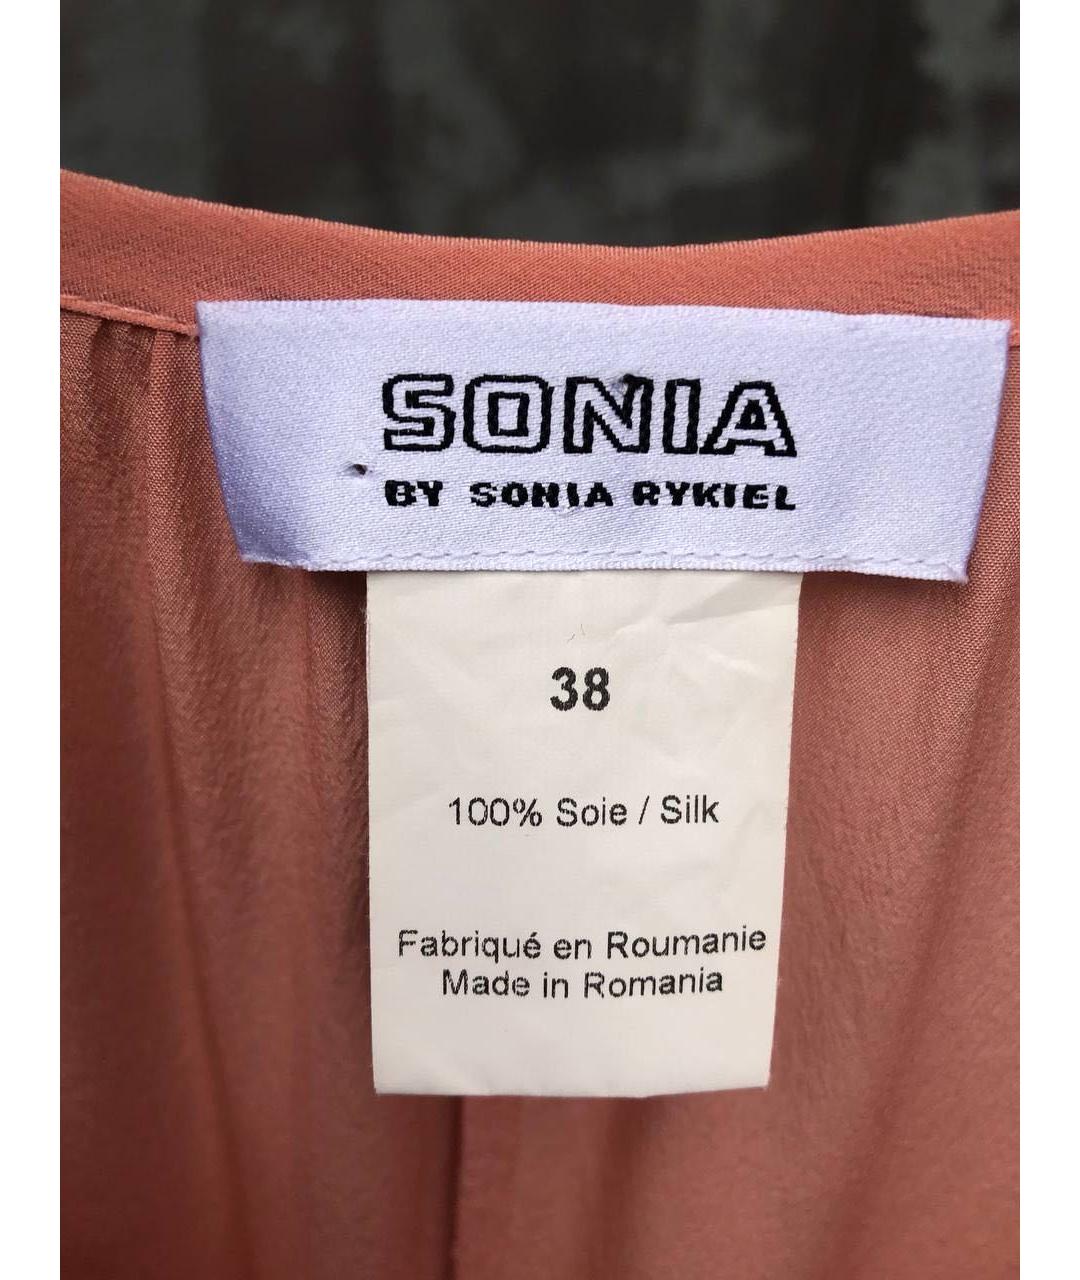 SONIA
BY SONIA RYKIEL
38
100% Soie / Silk
Fabriqué en Roumanie
Made in Romania